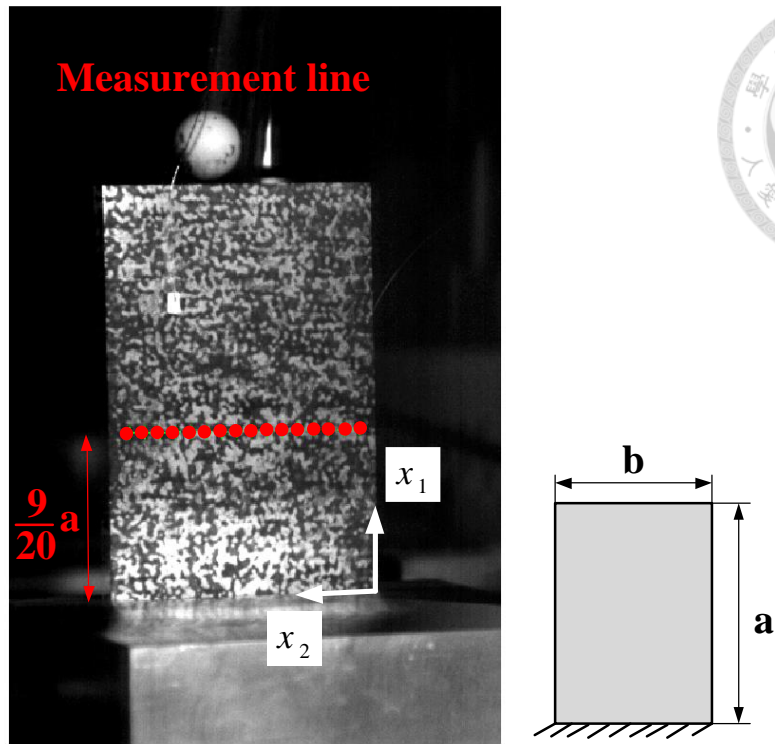 Measurement line
9/20 a
x₁
x₂
b
a